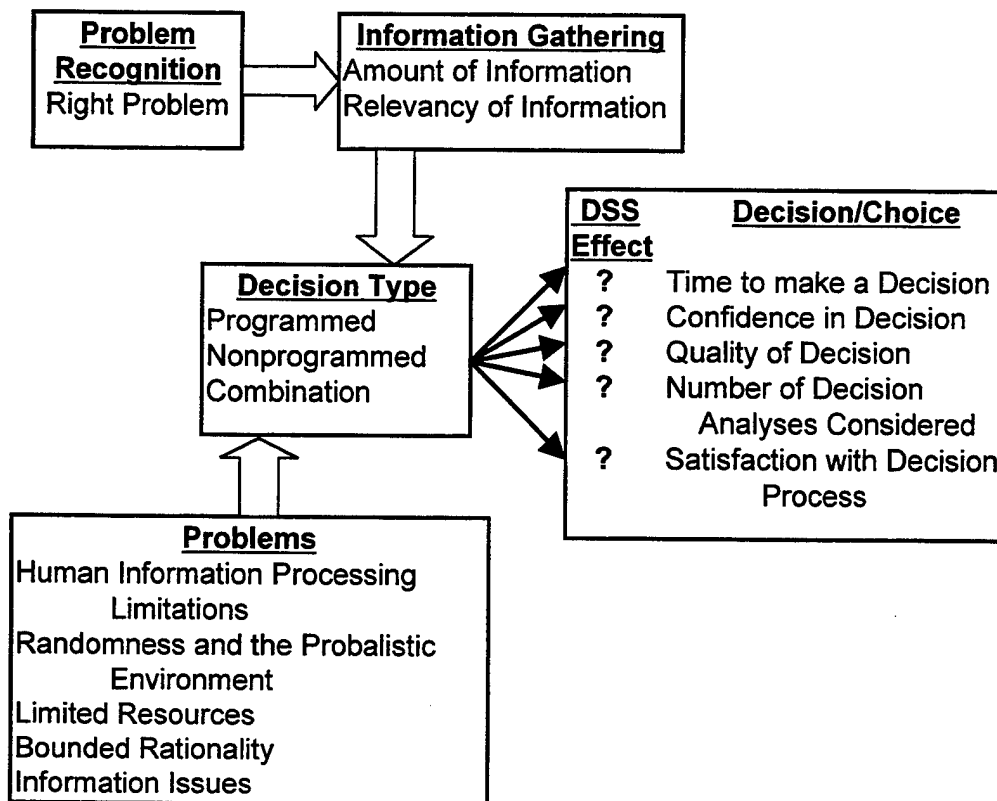 Problem
Recognition
Right Problem
Information Gathering
Amount of Information
Relevancy of Information
Decision Type
Programmed
Nonprogrammed
Combination
DSS Decision/Choice
Effect
? Time to make a Decision
? Confidence in Decision
? Quality of Decision
? Number of Decision
Analyses Considered
? Satisfaction with Decision
Process
Problems
Human Information Processing
Limitations
Randomness and the Probalistic
Environment
Limited Resources
Bounded Rationality
Information Issues